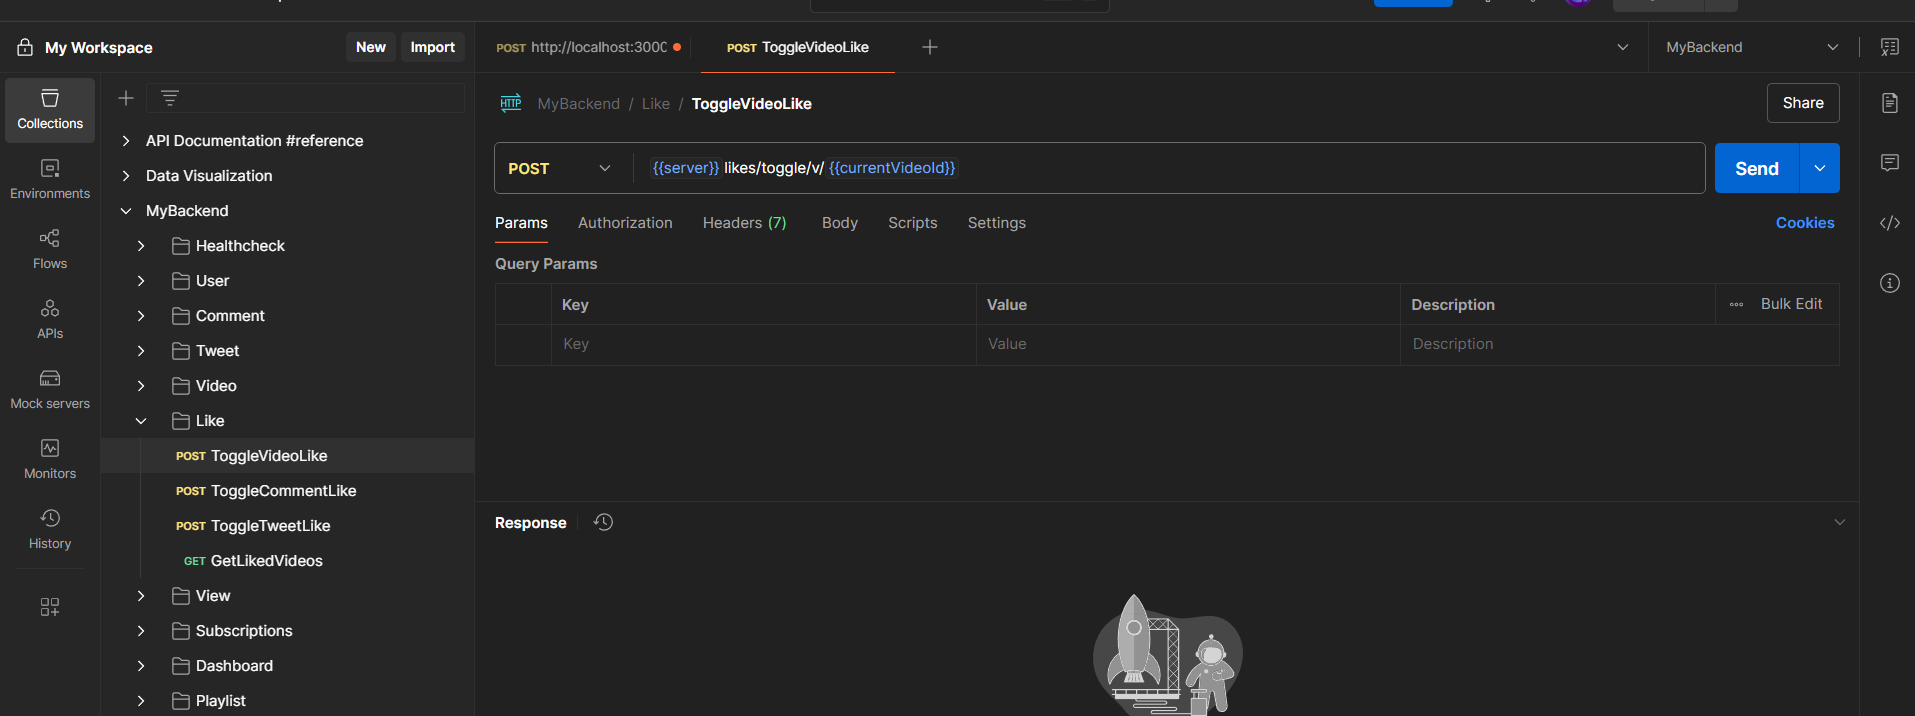 My Workspace
New
Import
POST http://localhost:3000
POST ToggleVideoLike
MyBackend
Collections
Environments
Flows
APIs
Mock servers
Monitors
History
API Documentation #reference
Data Visualization
MyBackend
Healthcheck
User
Comment
Tweet
Video
Like
POST ToggleVideoLike
POST ToggleCommentLike
POST ToggleTweetLike
GET GetLikedVideos
View
Subscriptions
Dashboard
Playlist
HTTP MyBackend / Like / ToggleVideoLike
Share
POST
{{server}} likes/toggle/v/ {{currentVideoId}}
Send
Params Authorization Headers (7) Body Scripts Settings
Cookies
Query Params
Key Value Description Bulk Edit
Key Value Description
Response